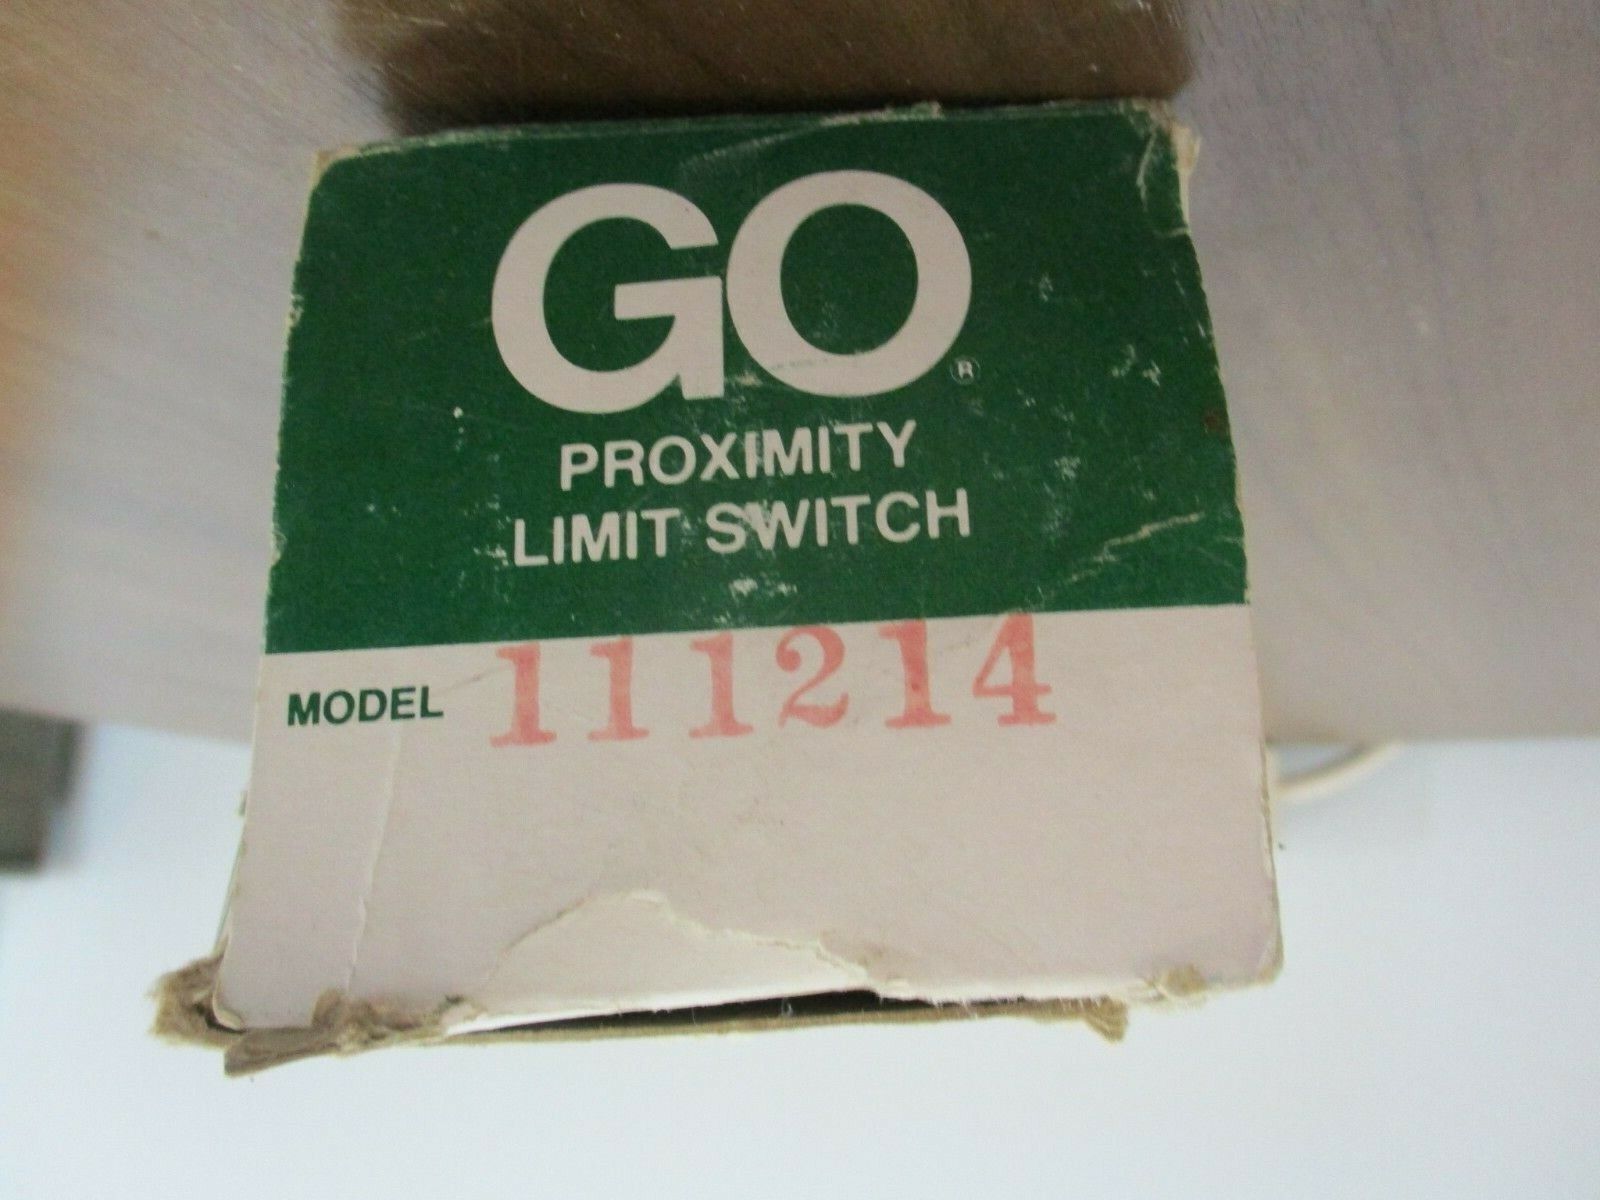 GO®
PROXIMITY
LIMIT SWITCH
MODEL 111214